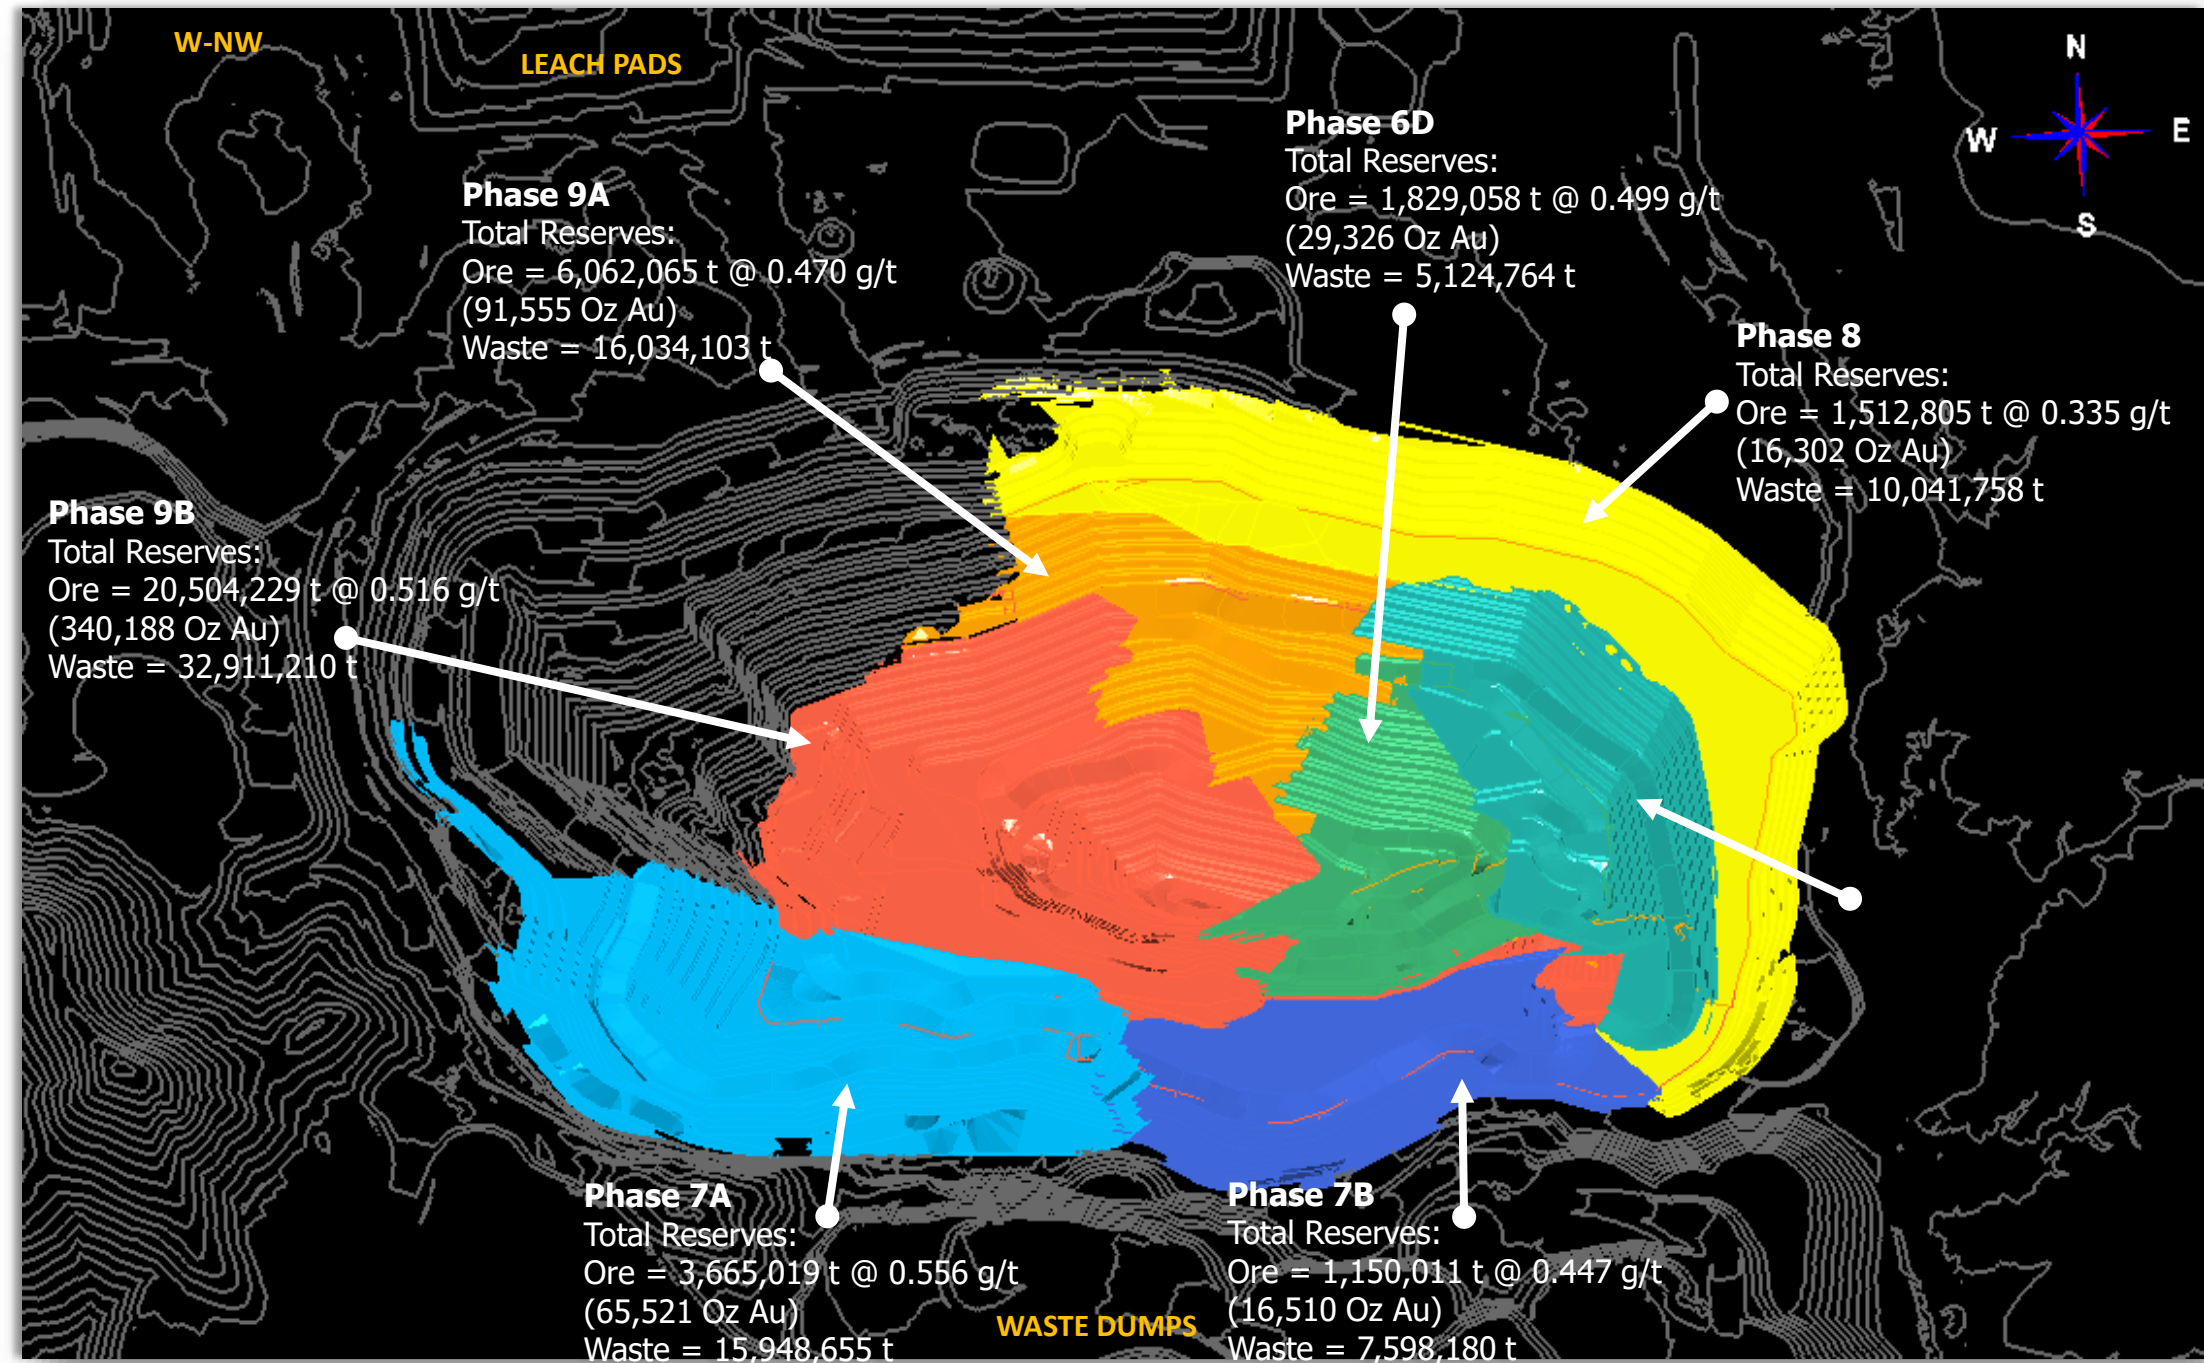 W-NW
LEACH PADS
N
W
E
S
Phase 6D
Total Reserves:
Ore = 1,829,058 t @ 0.499 g/t
(29,326 Oz Au)
Waste = 5,124,764 t
Phase 9A
Total Reserves:
Ore = 6,062,065 t @ 0.470 g/t
(91,555 Oz Au)
Waste = 16,034,103 t
Phase 8
Total Reserves:
Ore = 1,512,805 t @ 0.335 g/t
(16,302 Oz Au)
Waste = 10,041,758 t
Phase 9B
Total Reserves:
Ore = 20,504,229 t @ 0.516 g/t
(340,188 Oz Au)
Waste = 32,911,210 t
Phase 7A
Total Reserves:
Ore = 3,665,019 t @ 0.556 g/t
(65,521 Oz Au)
Waste = 15,948,655 t
WASTE DUMPS
Phase 7B
Total Reserves:
Ore = 1,150,011 t @ 0.447 g/t
(16,510 Oz Au)
Waste = 7,598,180 t